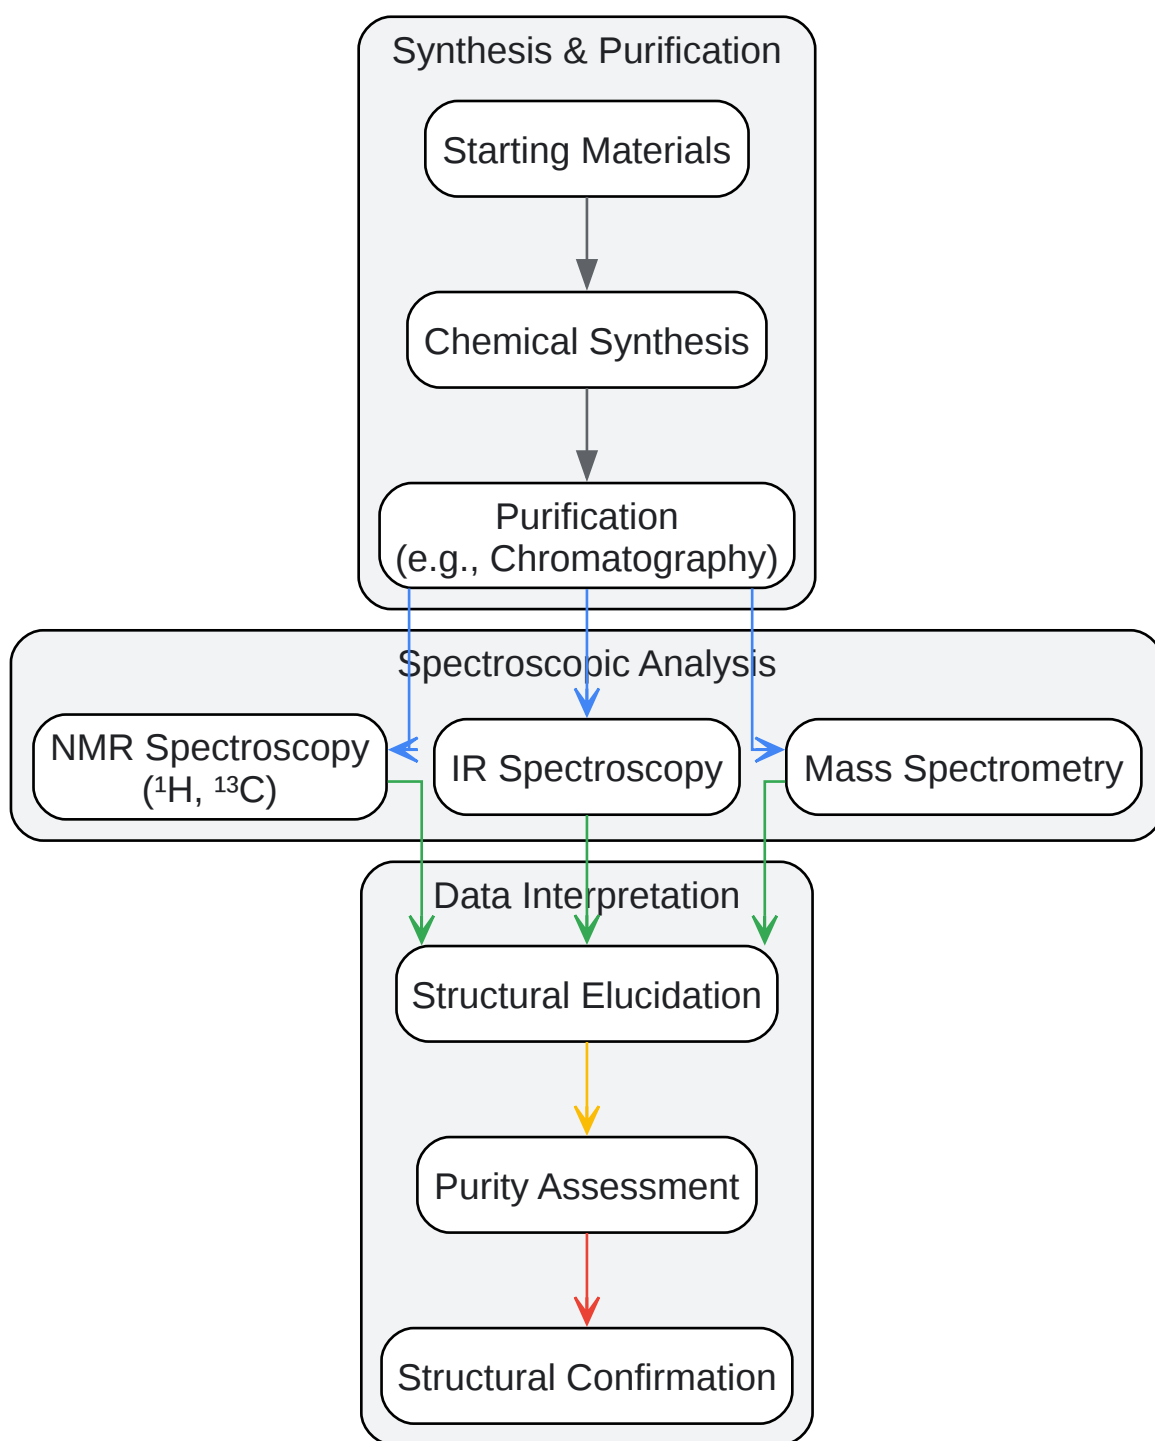 Synthesis & Purification
Starting Materials
Chemical Synthesis
Purification
(e.g., Chromatography)
Spectroscopic Analysis
NMR Spectroscopy
(¹H, ¹³C)
IR Spectroscopy
Mass Spectrometry
Data Interpretation
Structural Elucidation
Purity Assessment
Structural Confirmation